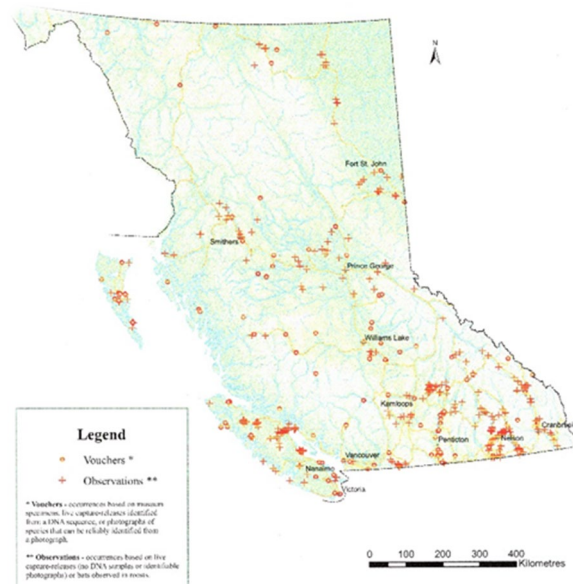 N
Fort St. John
Smithers
Prince George
Williams Lake
Kamloops
Cranbrook
Penticton
Nelson
Vancouver
Nanaimo
Victoria
Legend
Vouchers *
Observations **
* Vouchers - occurrences based on museum
specimens, live capture-releases identified
from a DNA sequence, or photographs of
species that can be reliably identified from
a photograph.
** Observations - occurrences based on live
capture-releases (no DNA samples or identifiable
photographs) or bats observed in roosts.
0 50 100 200 300 400
Kilometres